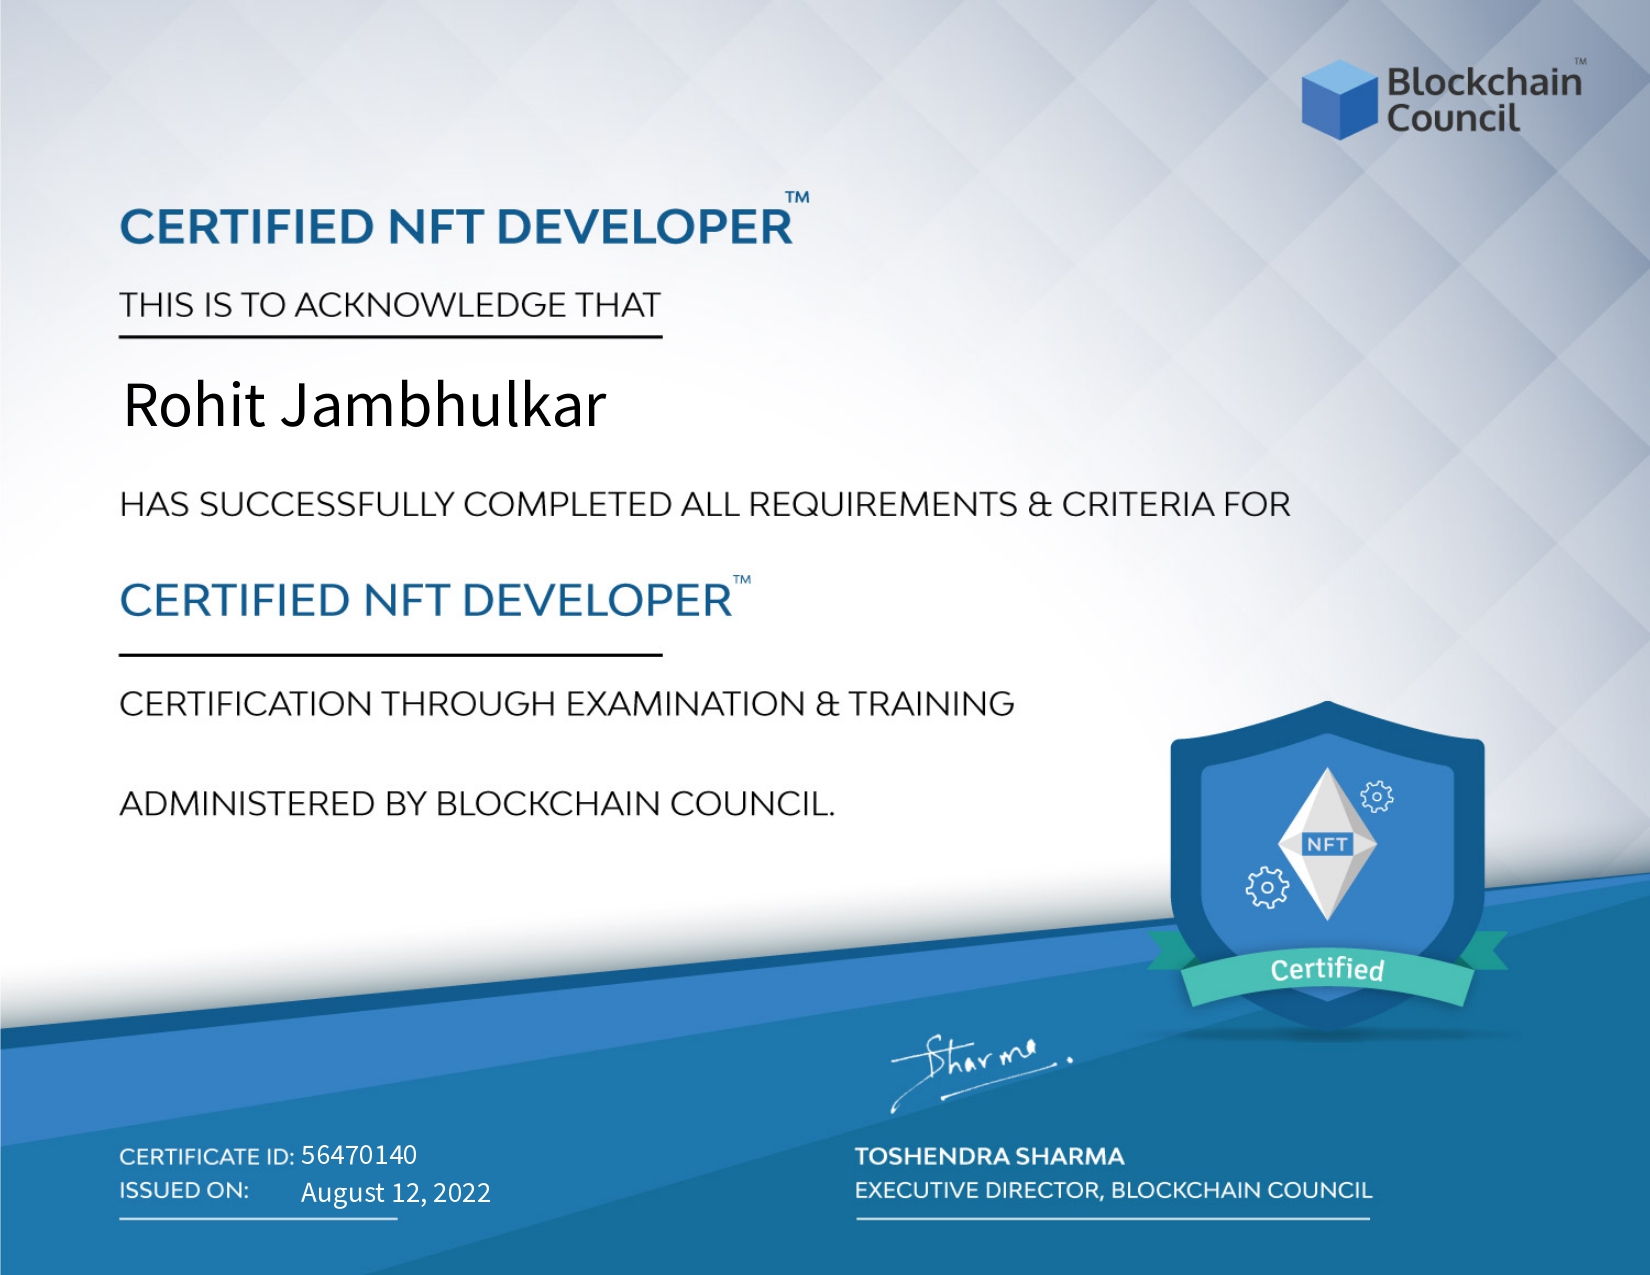 Blockchain™
Council
CERTIFIED NFT DEVELOPER™
THIS IS TO ACKNOWLEDGE THAT
Rohit Jambhulkar
HAS SUCCESSFULLY COMPLETED ALL REQUIREMENTS & CRITERIA FOR
CERTIFIED NFT DEVELOPER™
CERTIFICATION THROUGH EXAMINATION & TRAINING
ADMINISTERED BY BLOCKCHAIN COUNCIL.
NFT
Certified
Sharma
CERTIFICATE ID: 56470140
ISSUED ON: August 12, 2022
TOSHENDRA SHARMA
EXECUTIVE DIRECTOR, BLOCKCHAIN COUNCIL